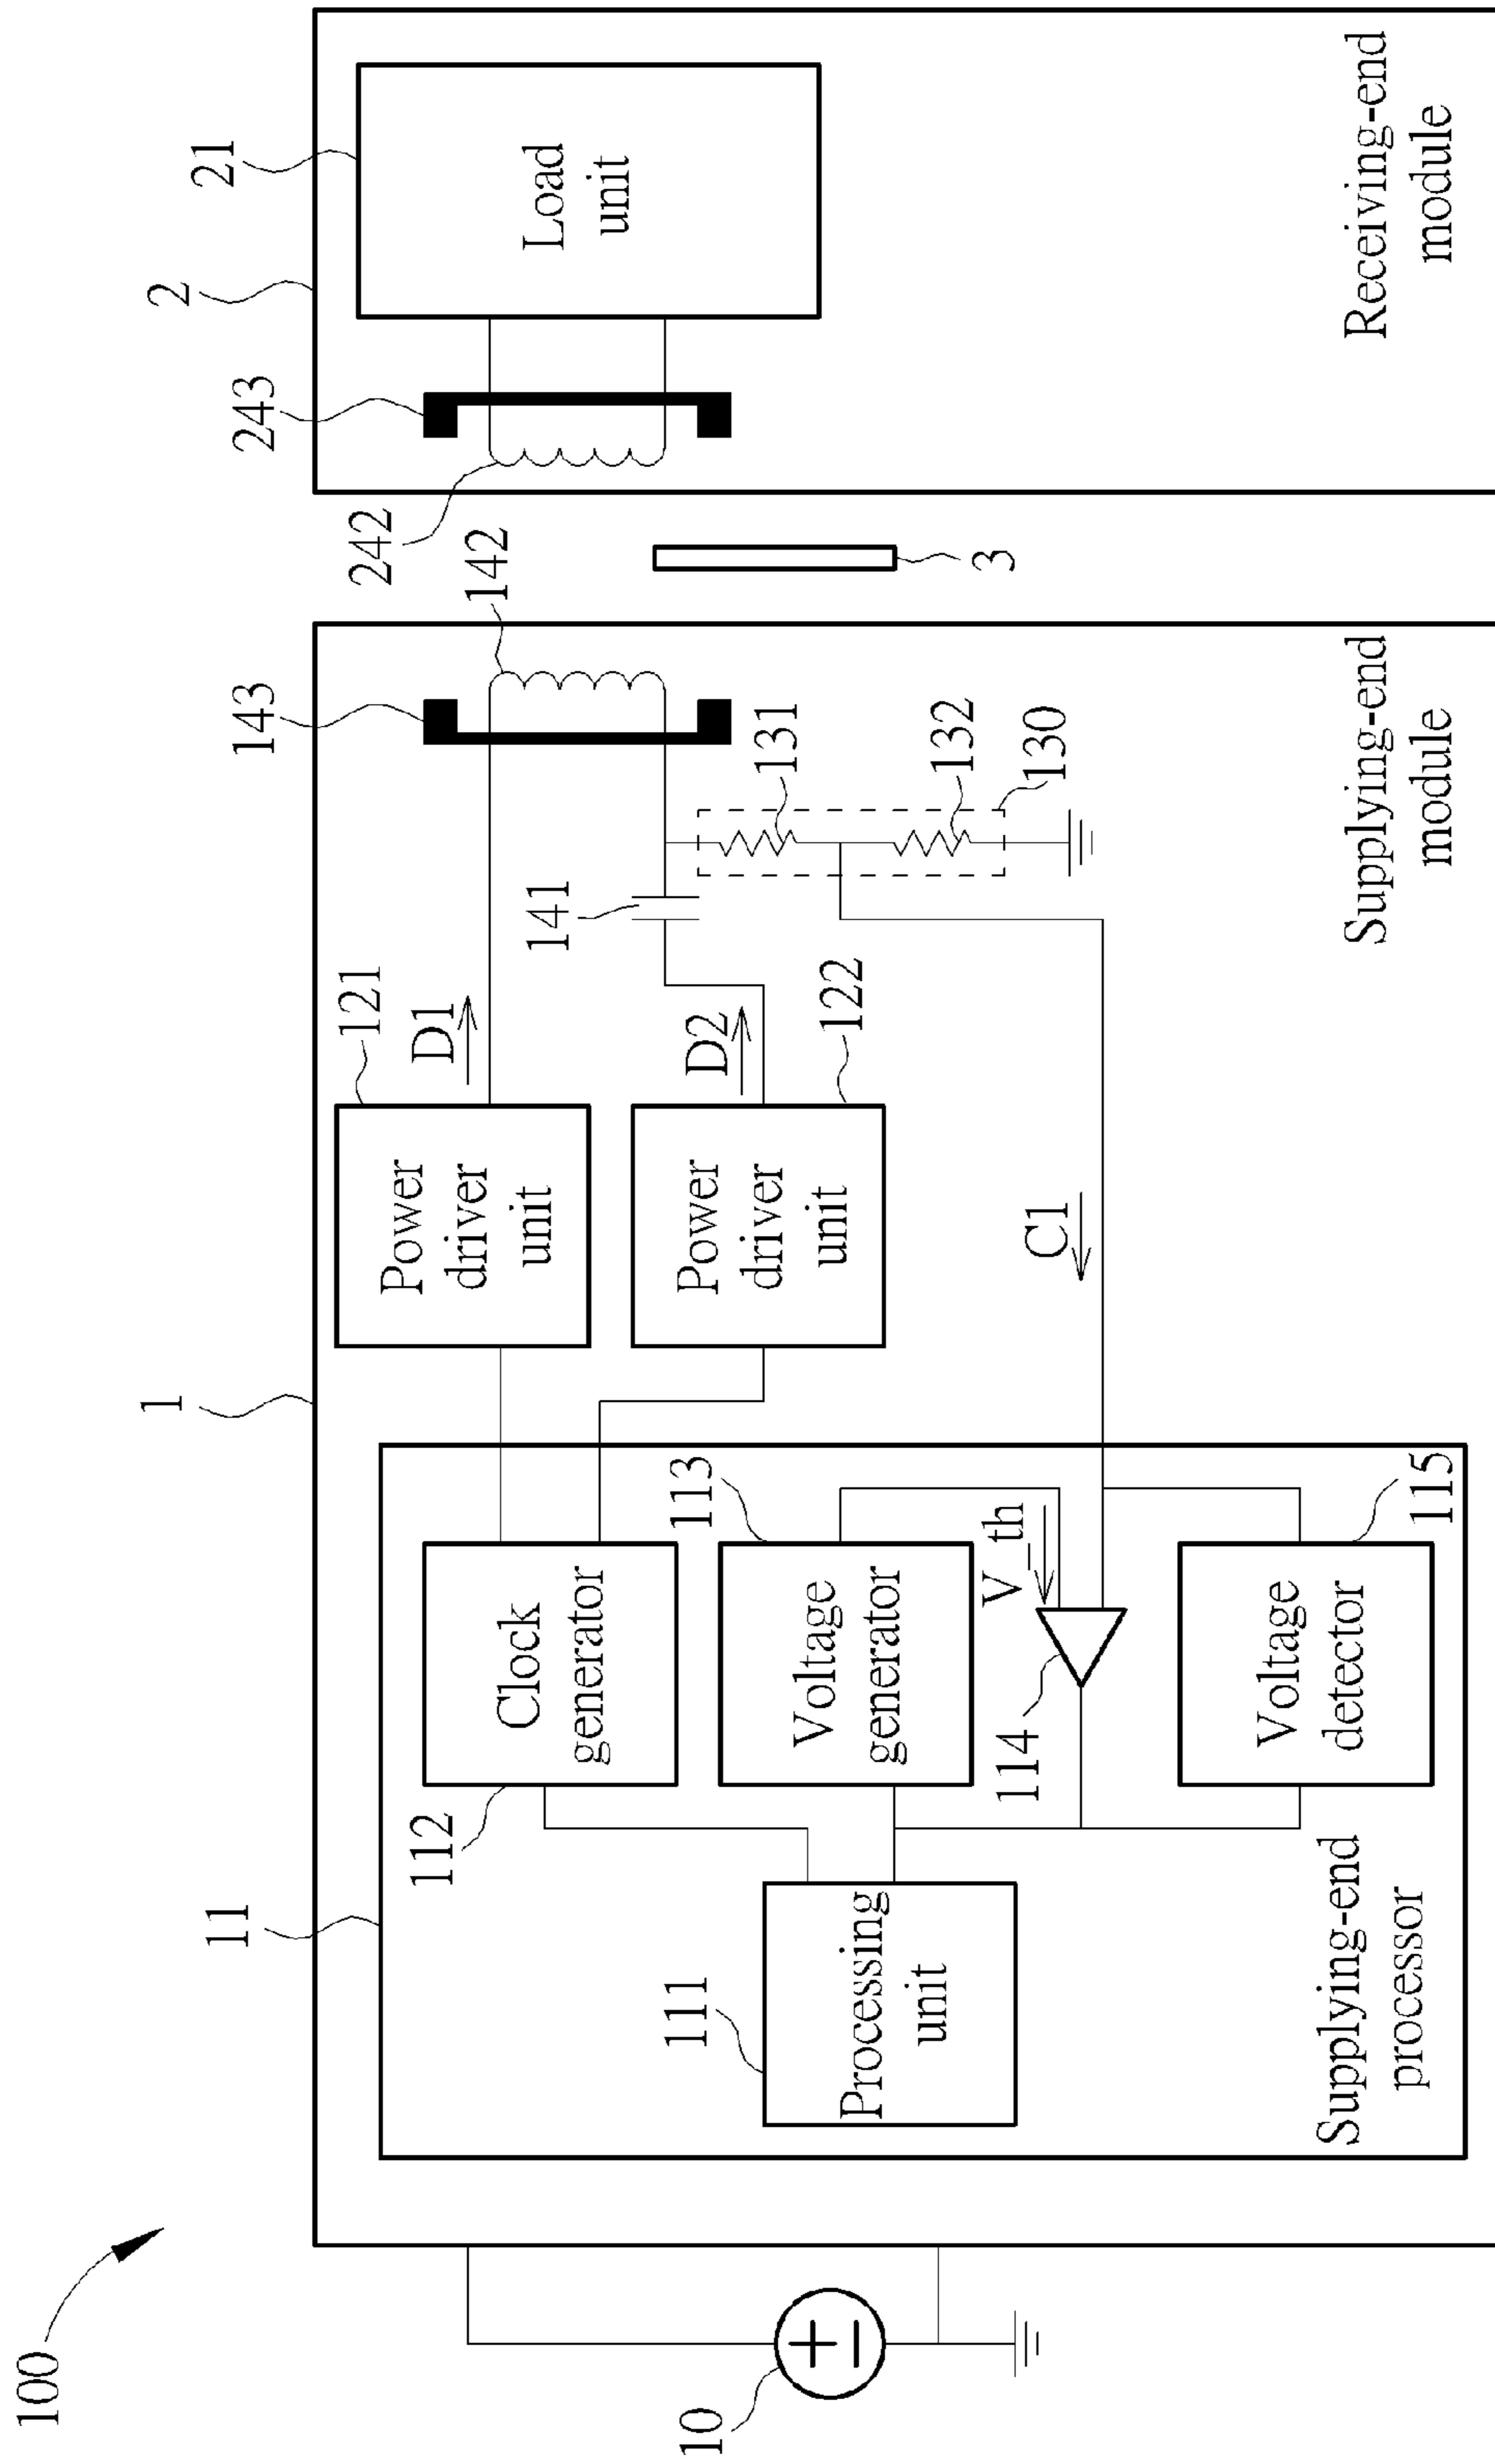 100
10
1
11
111
Processing
unit
112
Clock
generator
113
Voltage
generator
V_th
114
115
Voltage
detector
Supplying-end
processor
121
Power
driver
unit
D1
122
Power
driver
unit
D2
C1
141
142
143
130
131
132
Supplying-end
module
3
2
21
Load
unit
242
243
Receiving-end
module